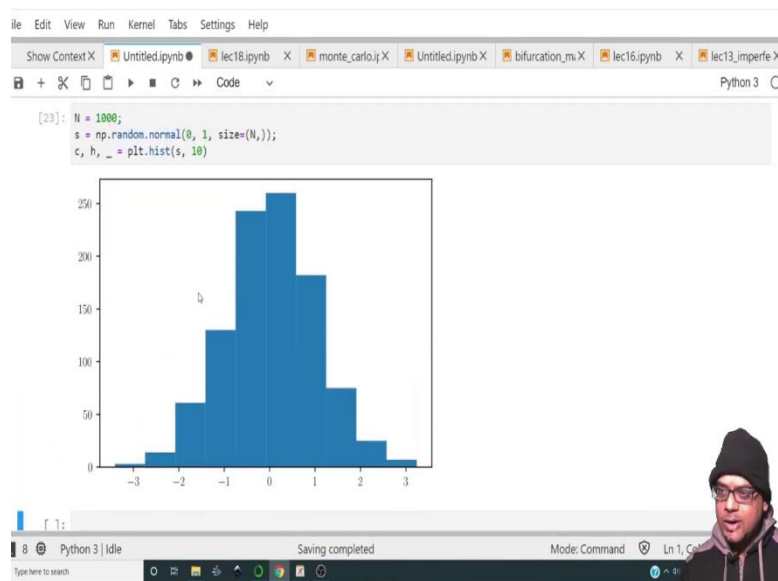 ile Edit View Run Kernel Tabs Settings Help
Show Context X Untitled.ipynb ● lec18.ipynb X monte_carlo.iƿ X Untitled.ipynb X bifurcation_m; X lec16.ipynb X lec13_imperfe X
Code Python 3
[23]: N = 1000;
s = np.random.normal(0, 1, size=(N,));
c, h, _ = plt.hist(s, 10)
250
200
150
100
50
0
−3 −2 −1 0 1 2 3
[ ]:
8 Python 3 | Idle Saving completed Mode: Command Ln 1,
Type here to search